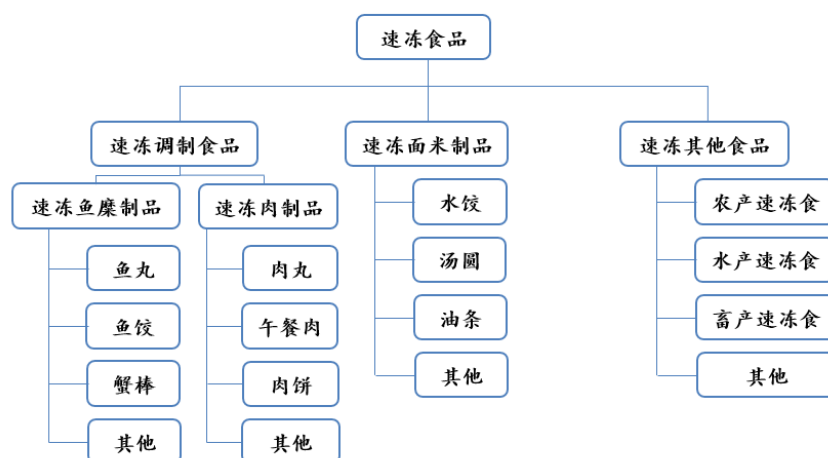 速冻食品
速冻调制食品
速冻面米制品
速冻其他食品
速冻鱼糜制品
速冻肉制品
鱼丸
鱼饺
蟹棒
其他
肉丸
午餐肉
肉饼
其他
水饺
汤圆
油条
其他
农产速冻食
水产速冻食
畜产速冻食
其他